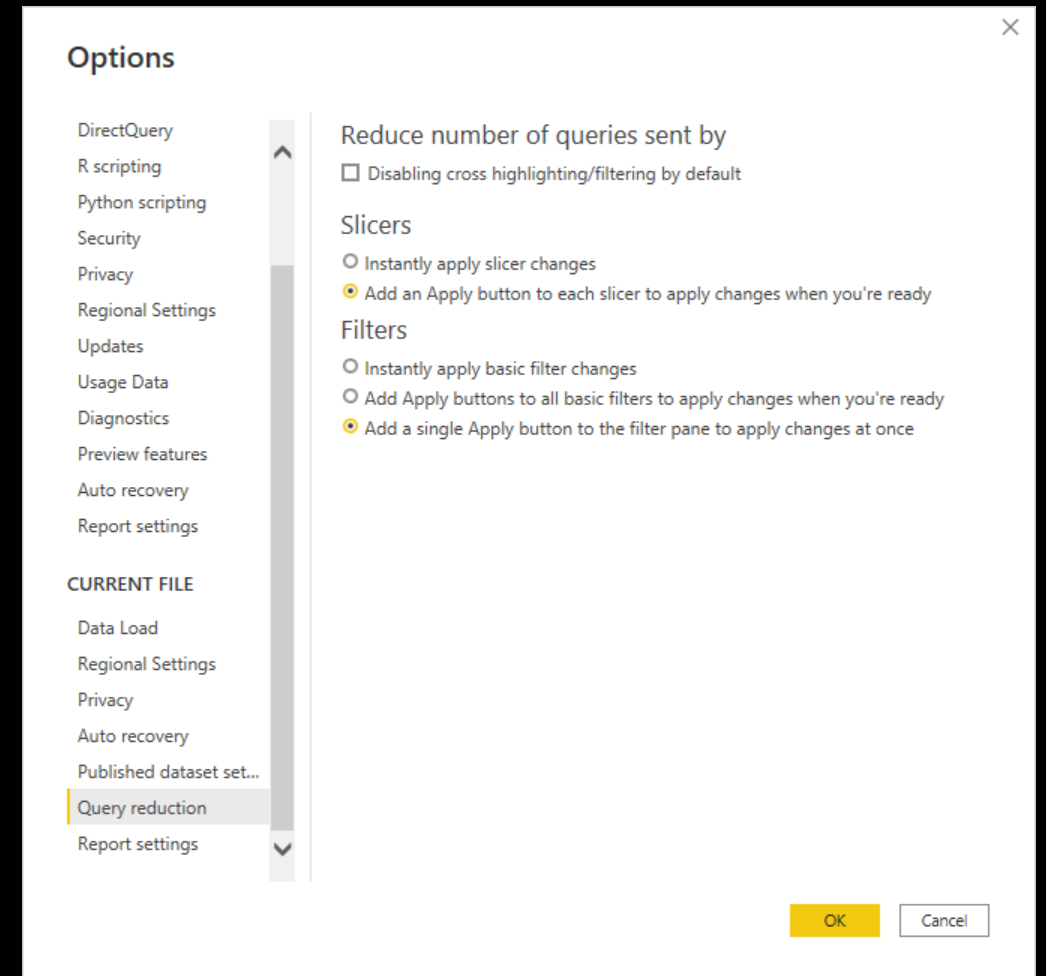 Options
DirectQuery
R scripting
Python scripting
Security
Privacy
Regional Settings
Updates
Usage Data
Diagnostics
Preview features
Auto recovery
Report settings
CURRENT FILE
Data Load
Regional Settings
Privacy
Auto recovery
Published dataset set...
Query reduction
Report settings
Reduce number of queries sent by
Disabling cross highlighting/filtering by default
Slicers
Instantly apply slicer changes
Add an Apply button to each slicer to apply changes when you're ready
Filters
Instantly apply basic filter changes
Add Apply buttons to all basic filters to apply changes when you're ready
Add a single Apply button to the filter pane to apply changes at once
OK
Cancel